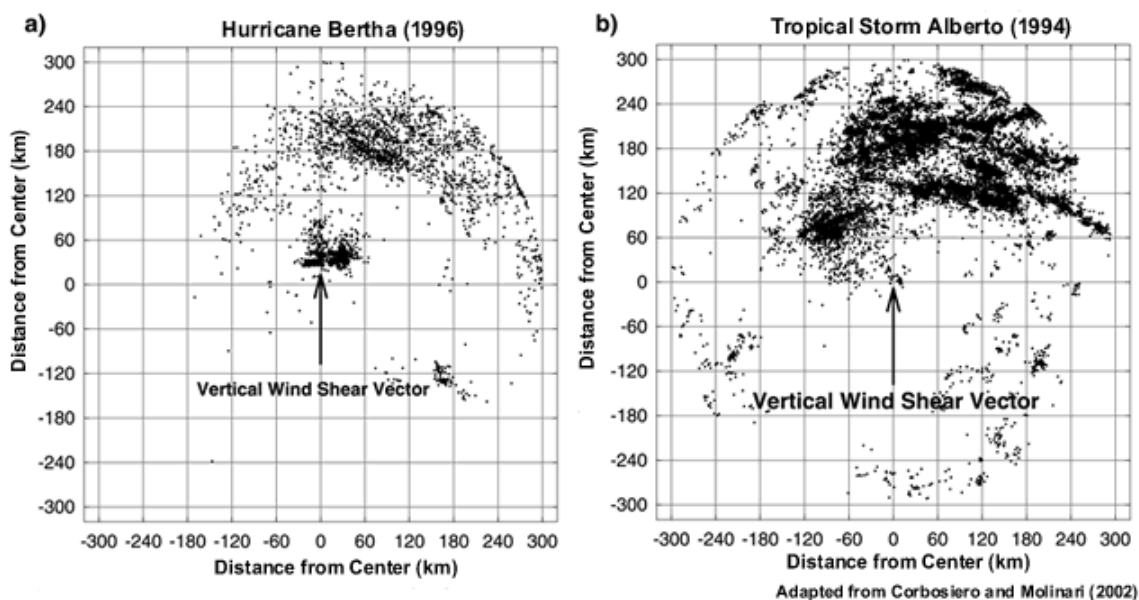 a)
Hurricane Bertha (1996)
300
240
180
120
60
0
-60
-120
-180
-240
-300
Distance from Center (km)
Vertical Wind Shear Vector
-300 -240 -180 -120 -60 0 60 120 180 240 300
Distance from Center (km)
b)
Tropical Storm Alberto (1994)
300
240
180
120
60
0
-60
-120
-180
-240
-300
Distance from Center (km)
Vertical Wind Shear Vector
-300 -240 -180 -120 -60 0 60 120 180 240 300
Distance from Center (km)
Adapted from Corbosiero and Molinari (2002)